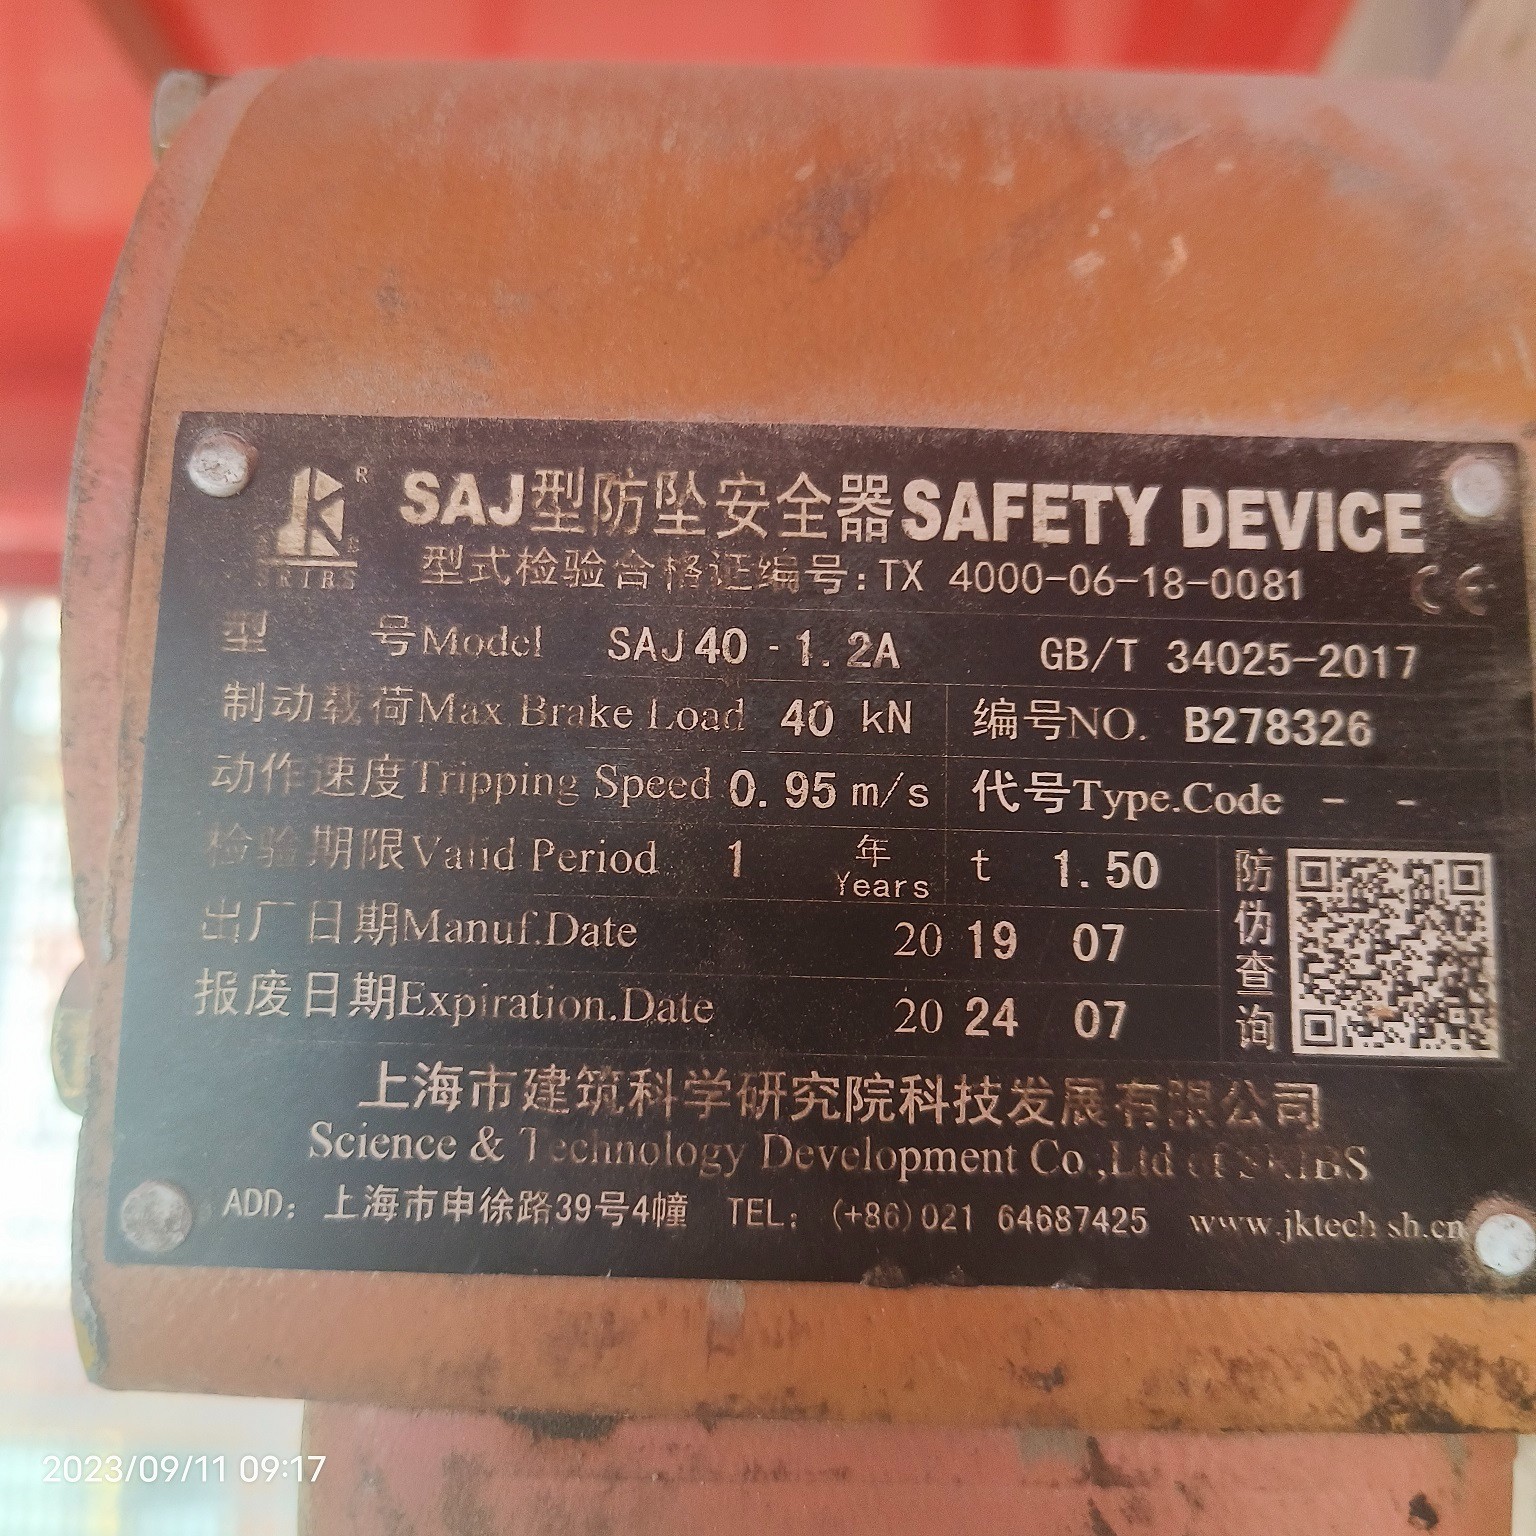 SAJ型防坠安全器SAFETY DEVICE
R
SRIBS
型式检验合格证编号:TX 4000-06-18-0081
CE
型 号Model SAJ40-1.2A GB/T 34025-2017
制动载荷Max Brake Load 40 kN 编号NO. B278326
动作速度Tripping Speed 0.95 m/s 代号Type.Code - -
检验期限Valid Period 1 年 Years t 1.50
出厂日期Manuf.Date 2019 07
报废日期Expiration.Date 2024 07
防伪查询
上海市建筑科学研究院科技发展有限公司
Science & Technology Development Co.,Ltd of SRIBS
ADD: 上海市申徐路39号4幢 TEL: (+86)021 64687425 www.jktech.sh.cn
2023/09/11 09:17